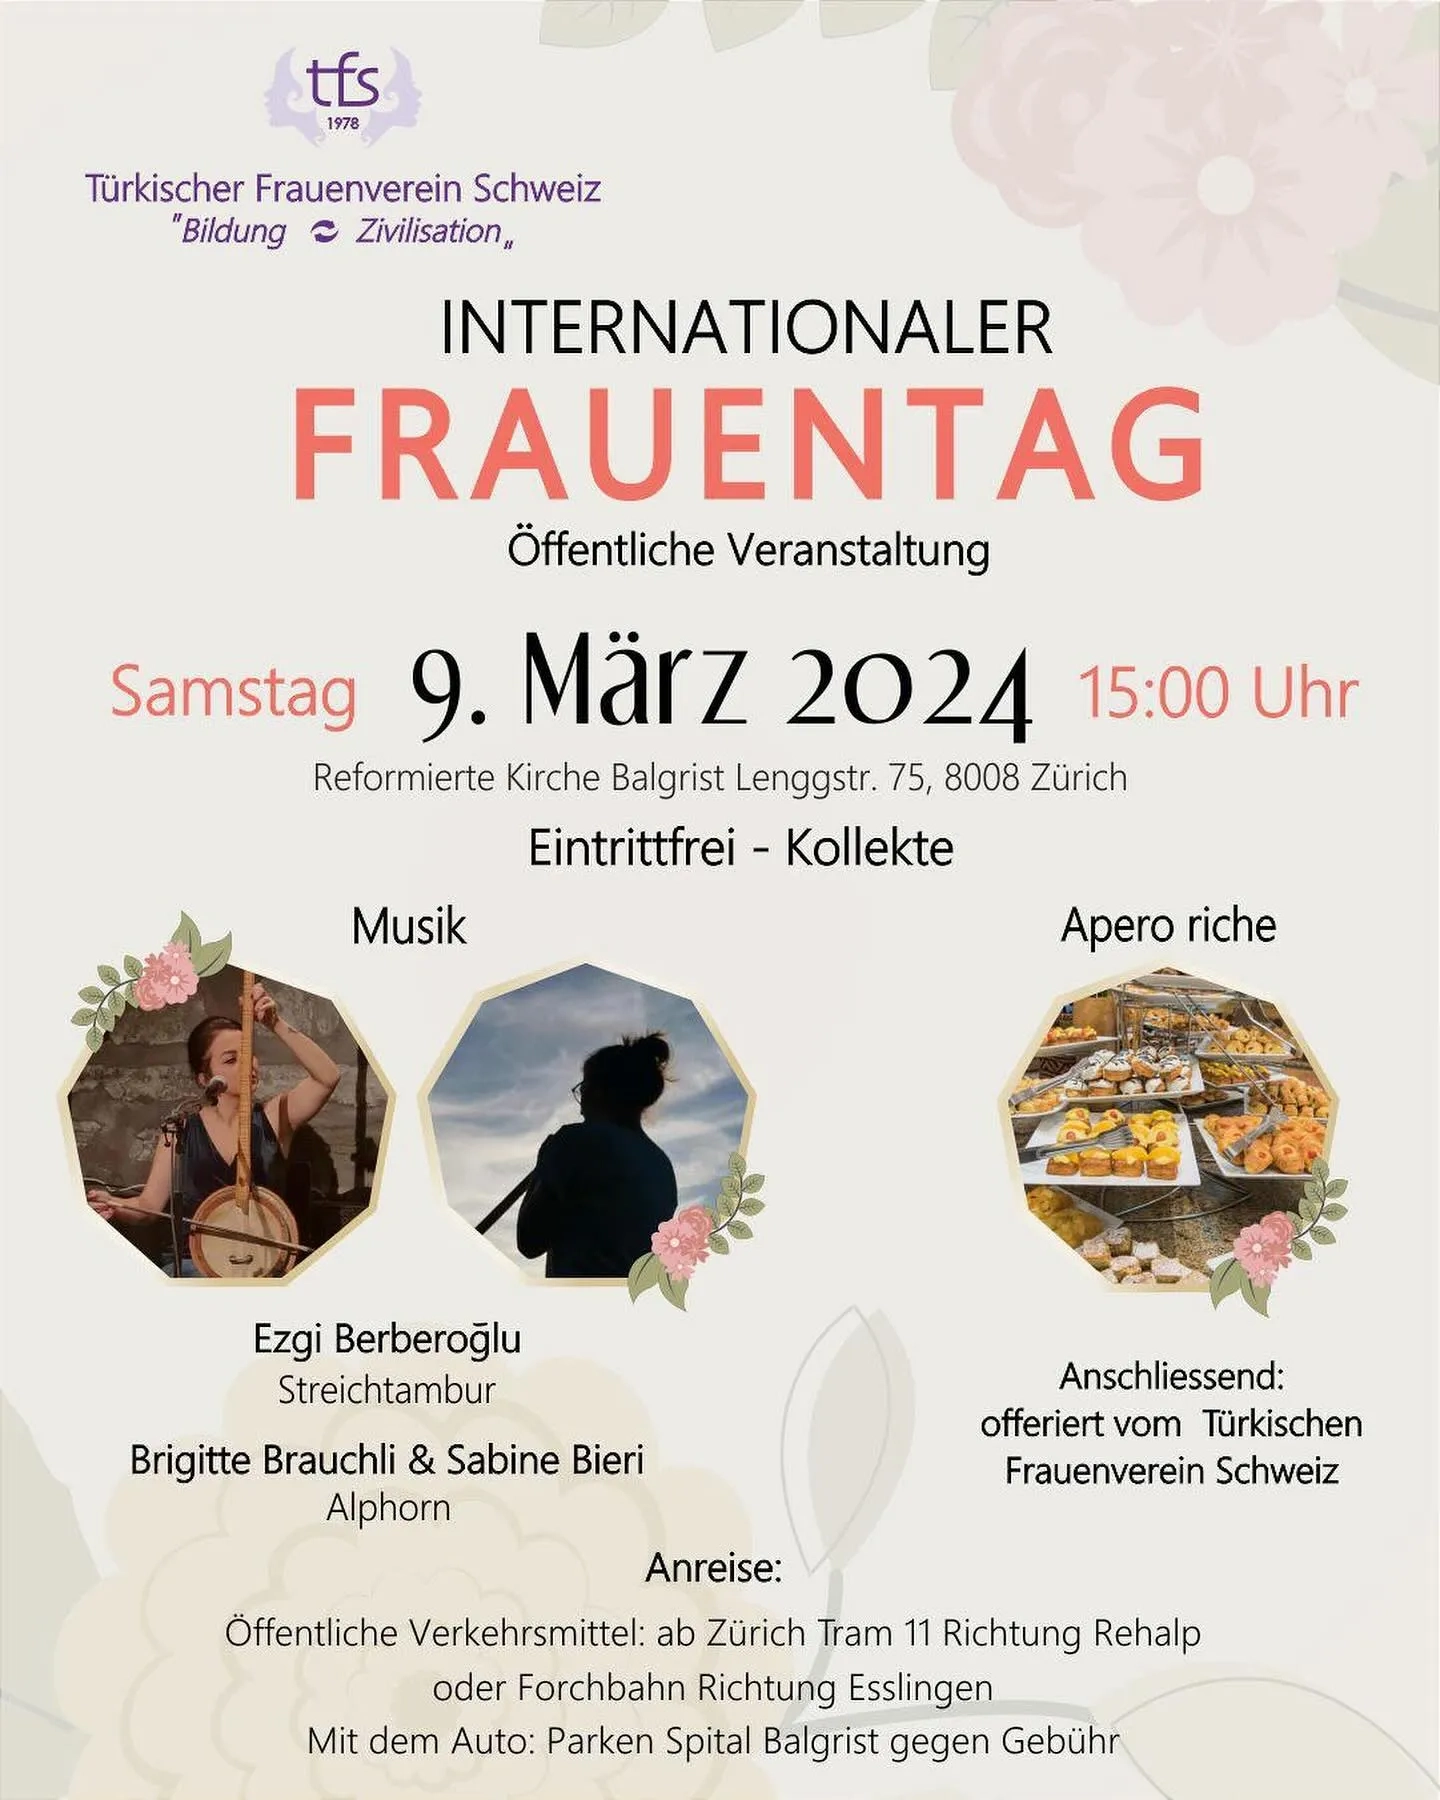 tfs
1978
Türkischer Frauenverein Schweiz
"Bildung Zivilisation„
INTERNATIONALER
FRAUENTAG
Öffentliche Veranstaltung
Samstag 9. März 2024 15:00 Uhr
Reformierte Kirche Balgrist Lenggstr. 75, 8008 Zürich
Eintrittfrei - Kollekte
Musik
Apero riche
Ezgi Berberoğlu
Streichtambur
Brigitte Brauchli & Sabine Bieri
Alphorn
Anschliessend:
offeriert vom Türkischen
Frauenverein Schweiz
Anreise:
Öffentliche Verkehrsmittel: ab Zürich Tram 11 Richtung Rehalp
oder Forchbahn Richtung Esslingen
Mit dem Auto: Parken Spital Balgrist gegen Gebühr